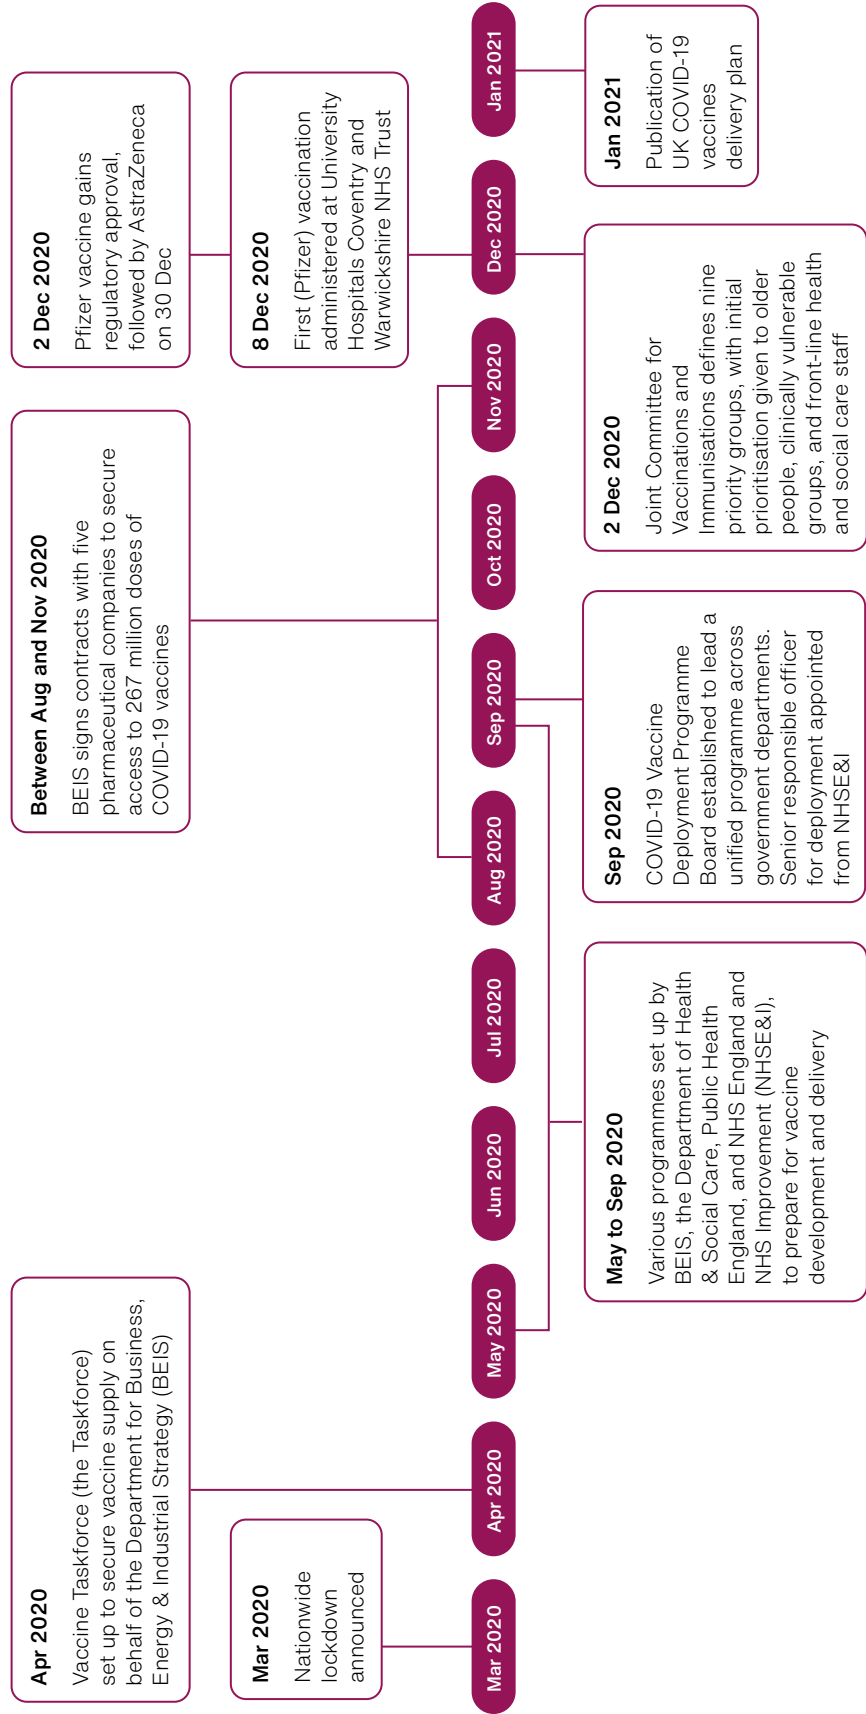 Apr 2020
Vaccine Taskforce (the Taskforce)
set up to secure vaccine supply on
behalf of the Department for Business,
Energy & Industrial Strategy (BEIS)
Between Aug and Nov 2020
BEIS signs contracts with five
pharmaceutical companies to secure
access to 267 million doses of
COVID-19 vaccines
2 Dec 2020
Pfizer vaccine gains
regulatory approval,
followed by AstraZeneca
on 30 Dec
Mar 2020
Nationwide
lockdown
announced
8 Dec 2020
First (Pfizer) vaccination
administered at University
Hospitals Coventry and
Warwickshire NHS Trust
Mar 2020
Apr 2020
May 2020
Jun 2020
Jul 2020
Aug 2020
Sep 2020
Oct 2020
Nov 2020
Dec 2020
Jan 2021
May to Sep 2020
Various programmes set up by
BEIS, the Department of Health
& Social Care, Public Health
England, and NHS England and
NHS Improvement (NHSE&I),
to prepare for vaccine
development and delivery
Sep 2020
COVID-19 Vaccine
Deployment Programme
Board established to lead a
unified programme across
government departments.
Senior responsible officer
for deployment appointed
from NHSE&I
2 Dec 2020
Joint Committee for
Vaccinations and
Immunisations defines nine
priority groups, with initial
prioritisation given to older
people, clinically vulnerable
groups, and front-line health
and social care staff
Jan 2021
Publication of
UK COVID-19
vaccines
delivery plan